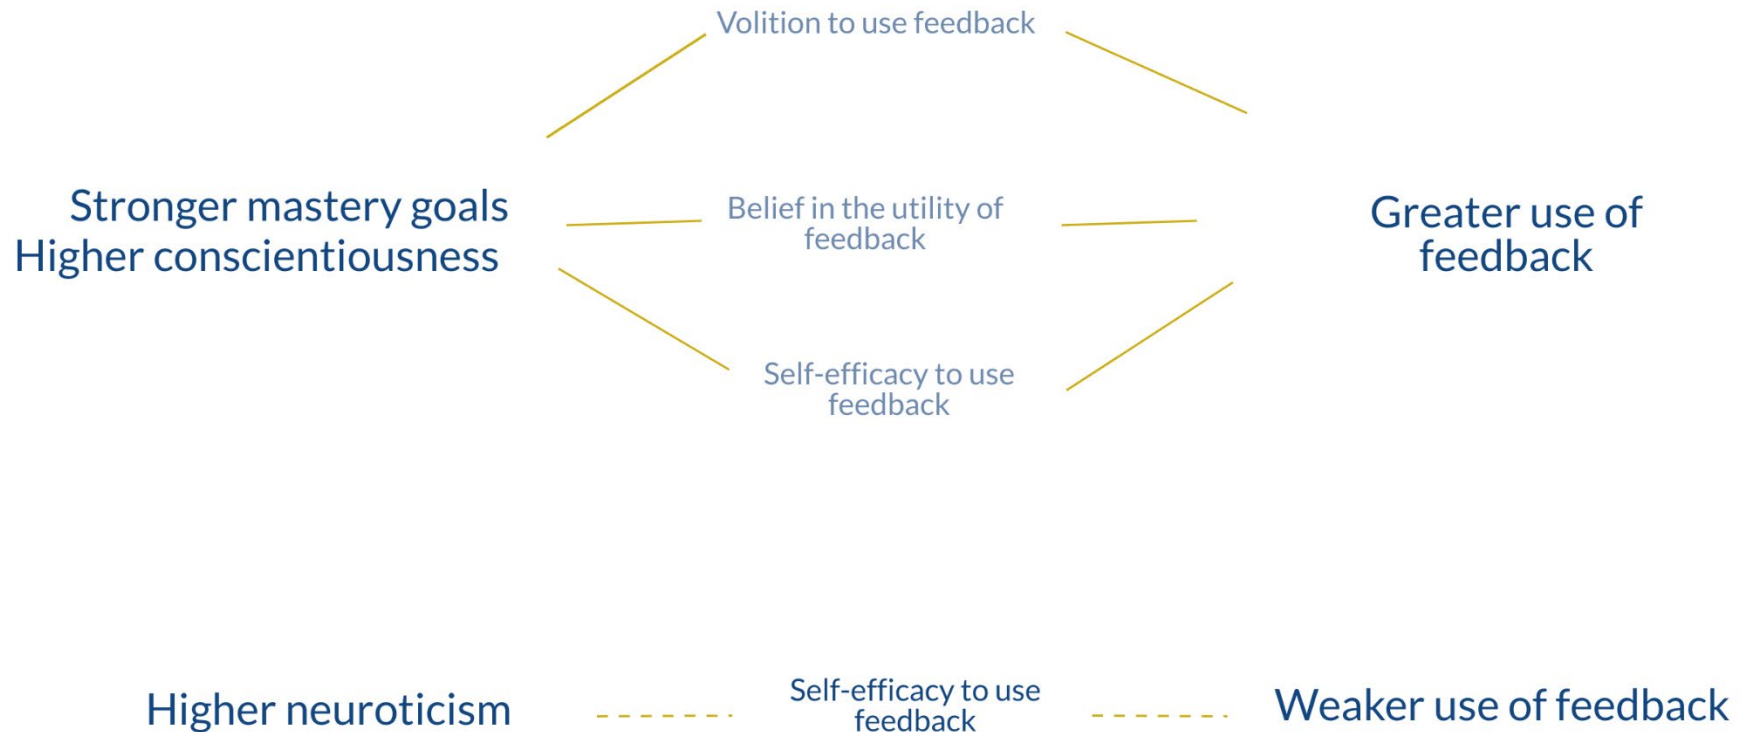 Volition to use feedback
Stronger mastery goals
Higher conscientiousness
Belief in the utility of
feedback
Greater use of
feedback
Self-efficacy to use
feedback
Higher neuroticism
Self-efficacy to use
feedback
Weaker use of feedback